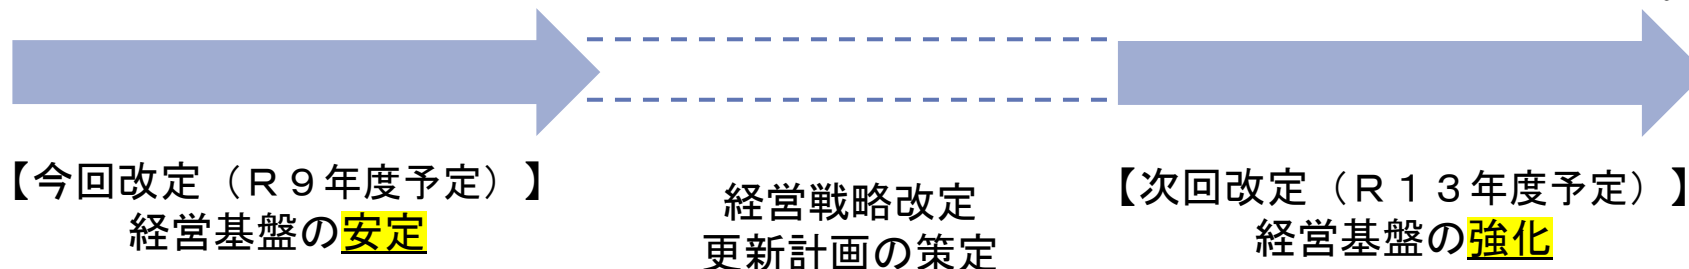 【今回改定（Ｒ９年度予定）】
経営基盤の安定
経営戦略改定
更新計画の策定
【次回改定（Ｒ１３年度予定）】
経営基盤の強化